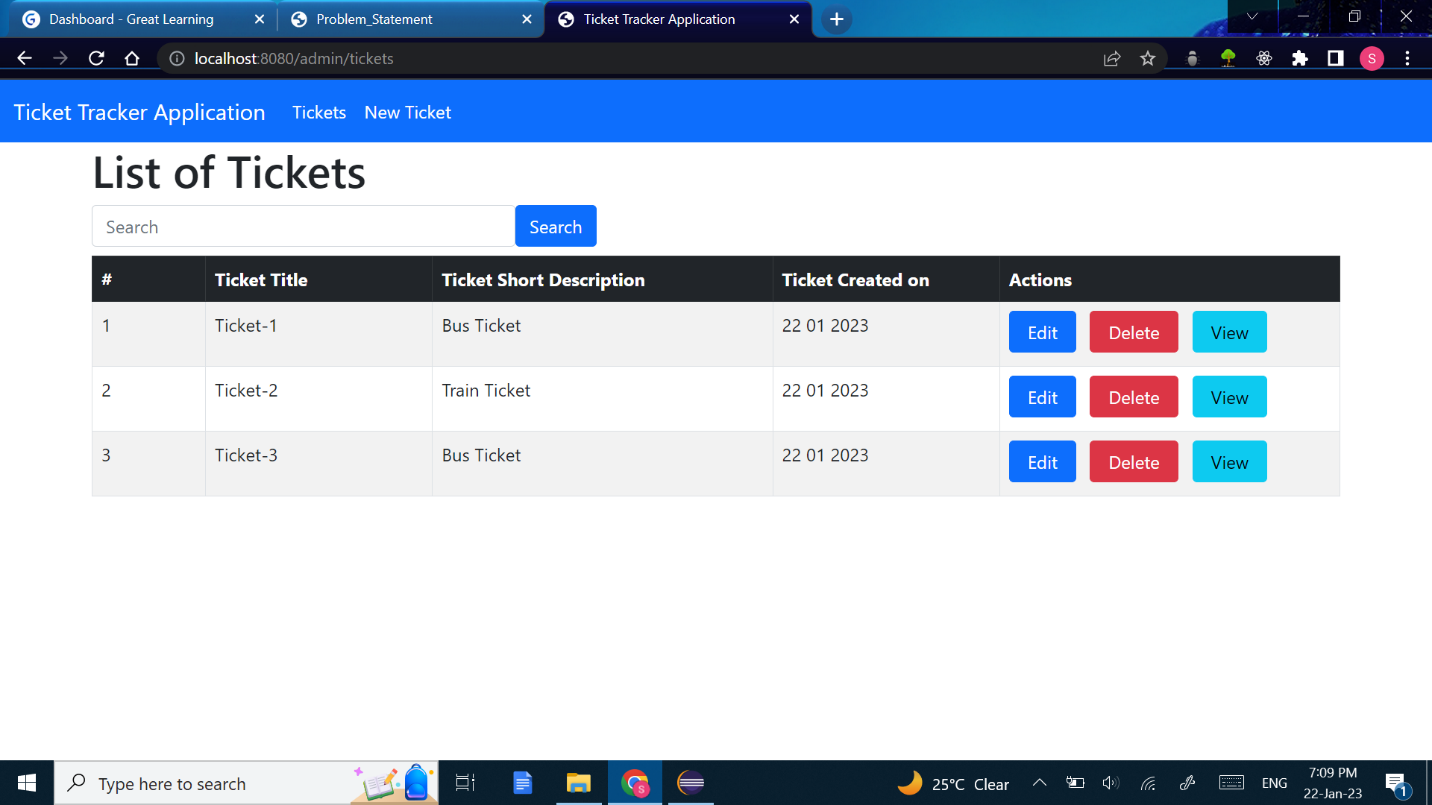 Dashboard - Great Learning
Problem_Statement
Ticket Tracker Application
localhost:8080/admin/tickets
S
Ticket Tracker Application Tickets New Ticket
List of Tickets
Search Search
# Ticket Title Ticket Short Description Ticket Created on Actions
1 Ticket-1 Bus Ticket 22 01 2023 Edit Delete View
2 Ticket-2 Train Ticket 22 01 2023 Edit Delete View
3 Ticket-3 Bus Ticket 22 01 2023 Edit Delete View
Type here to search
S
25°C Clear
ENG
7:09 PM
22-Jan-23
1